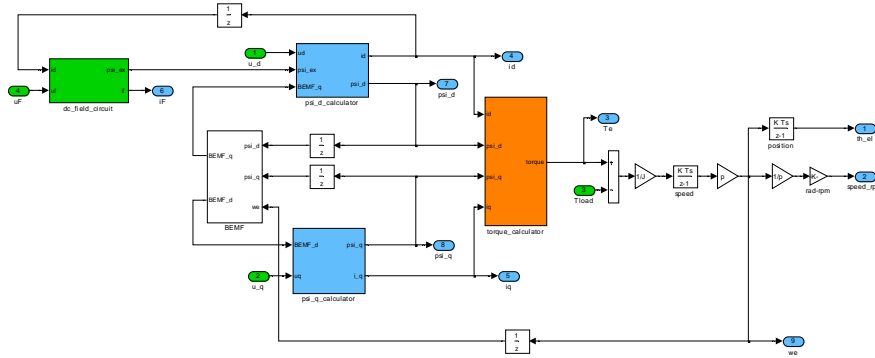 1
z
1
u_d
ud
id
4
id
id
psi_ex
psi_ex
4
uF
uf
if
6
iF
BEMF_q
psi_d
7
psi_d
dc_field_circuit
psi_d_calculator
id
3
Te
K Ts
z-1
position
1
th_el
psi_d
1
z
psi_d
torque
BEMF_q
psi_q
1
z
psi_q
1/J
K Ts
z-1
speed
p
1/p
-K-
rad-rpm
2
speed_rp
3
Tload
BEMF_d
we
iq
BEMF
torque_calculator
BEMF_d
psi_q
8
psi_q
2
u_q
uq
i_q
5
iq
psi_q_calculator
1
z
9
we